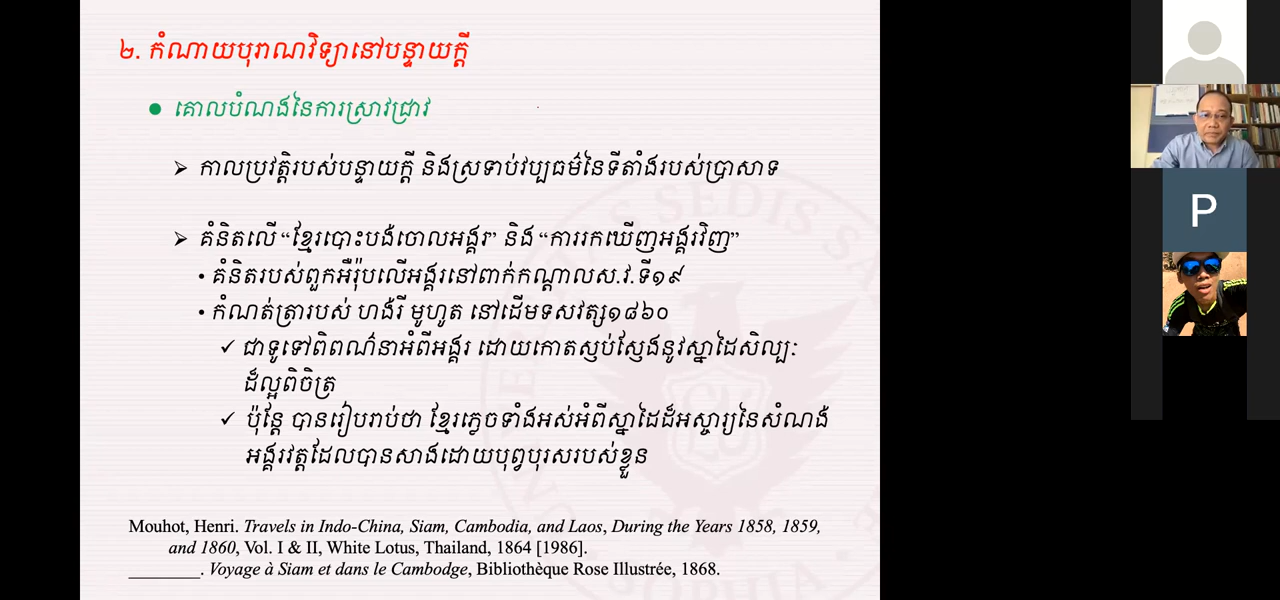 ២. កំណាយបុរាណវិទ្យានៅបន្ទាយក្ដី
● គោលបំណងនៃការស្រាវជ្រាវ
➢ កាលប្រវត្តិរបស់បន្ទាយក្ដី និងស្រទាប់វប្បធម៌នៃទីតាំងរបស់ប្រាសាទ
➢ គំនិតលើ “ខ្មែរបោះបង់ចោលអង្គរ” និង “ការរកឃើញអង្គរវិញ”
• គំនិតរបស់ពួកអឺរ៉ុបលើអង្គរនៅពាក់កណ្ដាលស.វ.ទី១៩
• កំណត់ត្រារបស់ ហង់រី មូហូត នៅដើមទសវត្ស១៨៦០
✓ ជាទូទៅពិពណ៌នាអំពីអង្គរ ដោយកោតស្ញប់ស្ញែងនូវស្នាដៃសិល្បៈ
ដ៏ល្អពិចិត្រ
✓ ប៉ុន្តែ បានរៀបរាប់ថា ខ្មែរភ្លេចទាំងអស់អំពីស្នាដៃដ៏អស្ចារ្យនៃសំណង់
អង្គរវត្តដែលបានសាងដោយបុព្វបុរសរបស់ខ្លួន
Mouhot, Henri. Travels in Indo-China, Siam, Cambodia, and Laos, During the Years 1858, 1859,
and 1860, Vol. I & II, White Lotus, Thailand, 1864 [1986].
________. Voyage à Siam et dans le Cambodge, Bibliothèque Rose Illustrée, 1868.
P